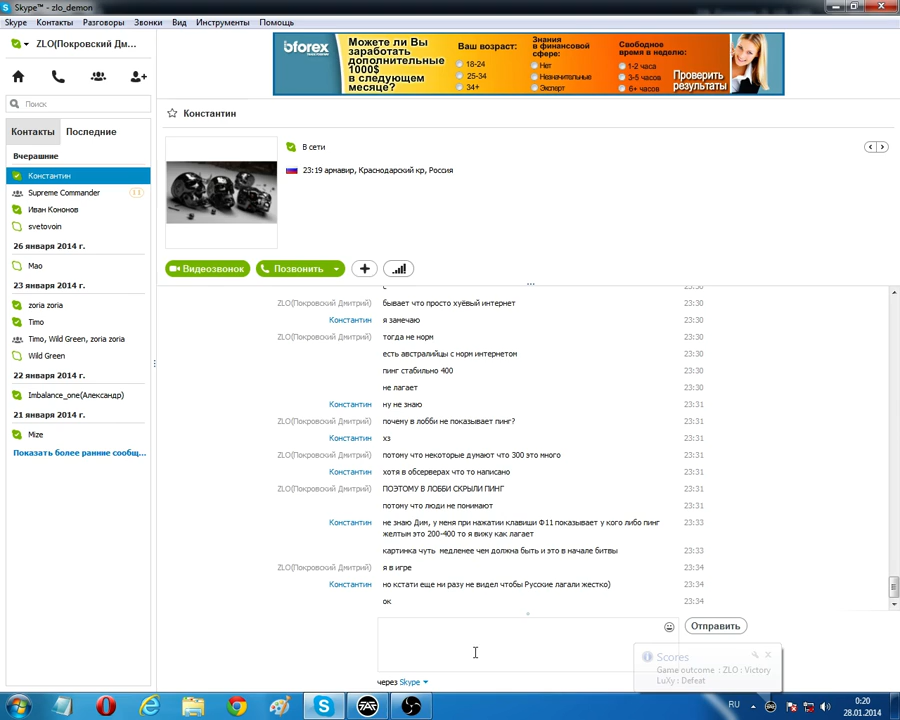 Skype™ - zlo_demon
Skype Контакты Разговоры Звонки Вид Инструменты Помощь
ZLO(Покровский Дм...
Поиск
Контакты Последние
Вчерашние
Константин
Supreme Commander 11
Иван Кононов
svetovoin
26 января 2014 г.
Mao
23 января 2014 г.
zoria zoria
Timo
Timo, Wild Green, zoria zoria
Wild Green
22 января 2014 г.
Imbalance_one(Александр)
21 января 2014 г.
Mize
Показать более ранние сообщ...
bforex
Можете ли Вы
заработать
дополнительные
1000$
в следующем
месяце?
Ваш возраст:
18-24
25-34
34+
Знания
в финансовой
сфере:
Нет
Незначительные
Эксперт
Свободное
время в неделю:
1-2 часа
3-5 часов
6+ часов
Проверить
результаты
Константин
В сети
23:19 армавир, Краснодарский кр, Россия
Видеозвонок Позвонить
23:30
ZLO(Покровский Дмитрий) бывает что просто хуёвый интернет 23:30
Константин я замечаю 23:30
ZLO(Покровский Дмитрий) тогда не норм 23:30
есть австралийцы с норм интернетом 23:30
пинг стабильно 400 23:30
не лагает 23:30
Константин ну не знаю 23:31
ZLO(Покровский Дмитрий) почему в лобби не показывает пинг? 23:31
Константин хз 23:31
ZLO(Покровский Дмитрий) потому что некоторые думают что 300 это много 23:31
Константин хотя в обсерверах что то написано 23:31
ZLO(Покровский Дмитрий) ПОЭТОМУ В ЛОББИ СКРЫЛИ ПИНГ 23:31
потому что люди не понимают 23:31
Константин не знаю Дим, у меня при нажатии клавиши Ф11 показывает у кого либо пинг 23:33
желтым это 200-400 то я вижу как лагает
картинка чуть медленее чем должна быть и это в начале битвы 23:33
ZLO(Покровский Дмитрий) я в игре 23:34
Константин но кстати еще ни разу не видел чтобы Русские лагали жестко) 23:34
ок 23:34
Отправить
через Skype
Scores
Game outcome : ZLO : Victory
LuXy : Defeat
FAF
RU
0:20
28.01.2014